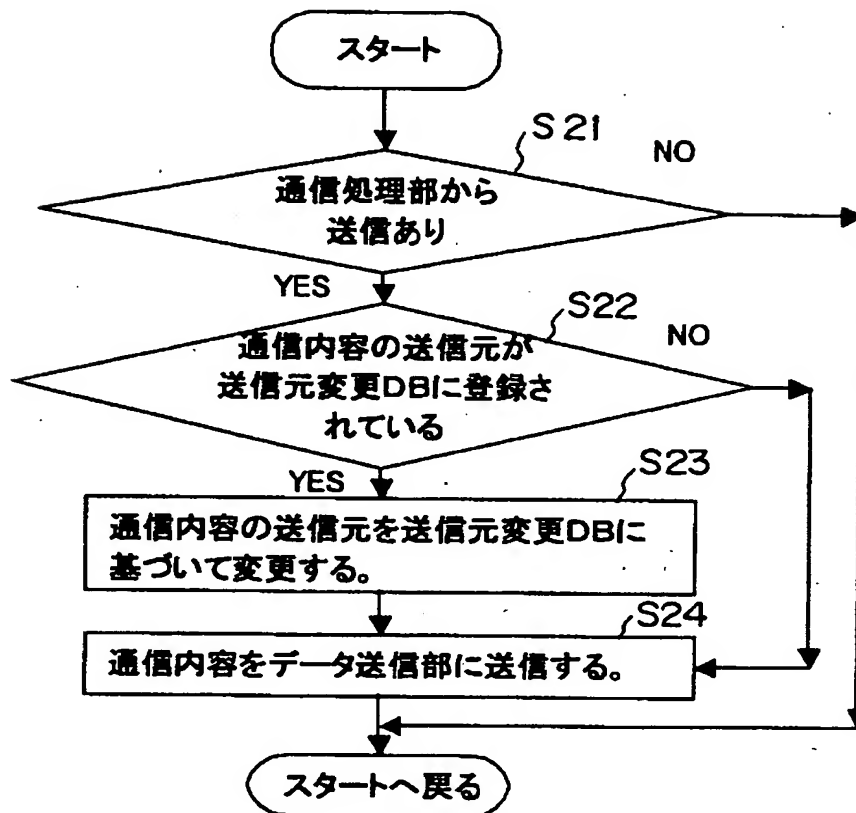 スタート
S21
NO
通信処理部から
送信あり
YES
S22
NO
通信内容の送信元が
送信元変更DBに登録さ
れている
YES
S23
通信内容の送信元を送信元変更DBに
基づいて変更する。
S24
通信内容をデータ送信部に送信する。
スタートへ戻る